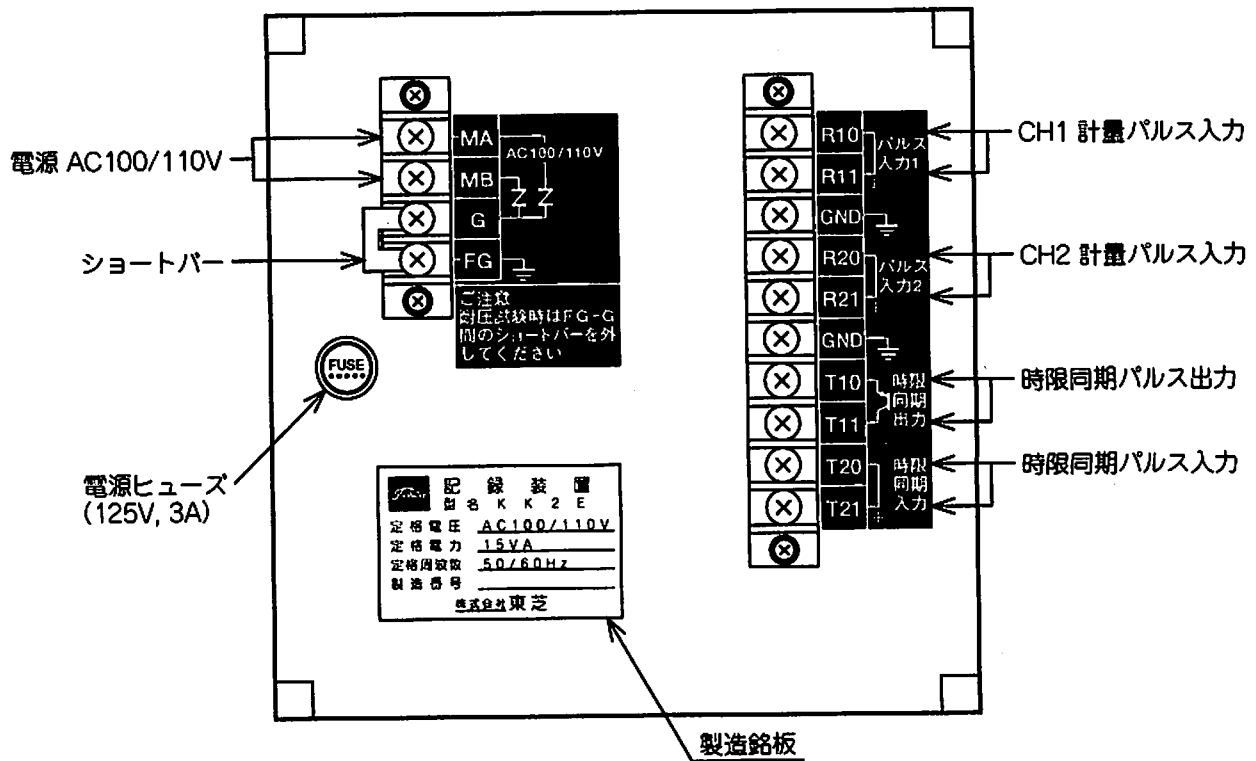 電源 AC100/110V
ショートバー
MA
MB
G
FG
AC100/110V
ご注意
耐圧試験時はFG-G
間のショートバーを外
してください
FUSE
電源ヒューズ
(125V, 3A)
記録装置
型名 KK2E
定格電圧 AC100/110V
定格電力 15VA
定格周波数 50/60Hz
製造番号
株式会社 東芝
製造銘板
R10
R11
GND
R20
R21
GND
T10
T11
T20
T21
パルス
入力1
パルス
入力2
時限
同期
出力
時限
同期
入力
CH1 計量パルス入力
CH2 計量パルス入力
時限同期パルス出力
時限同期パルス入力